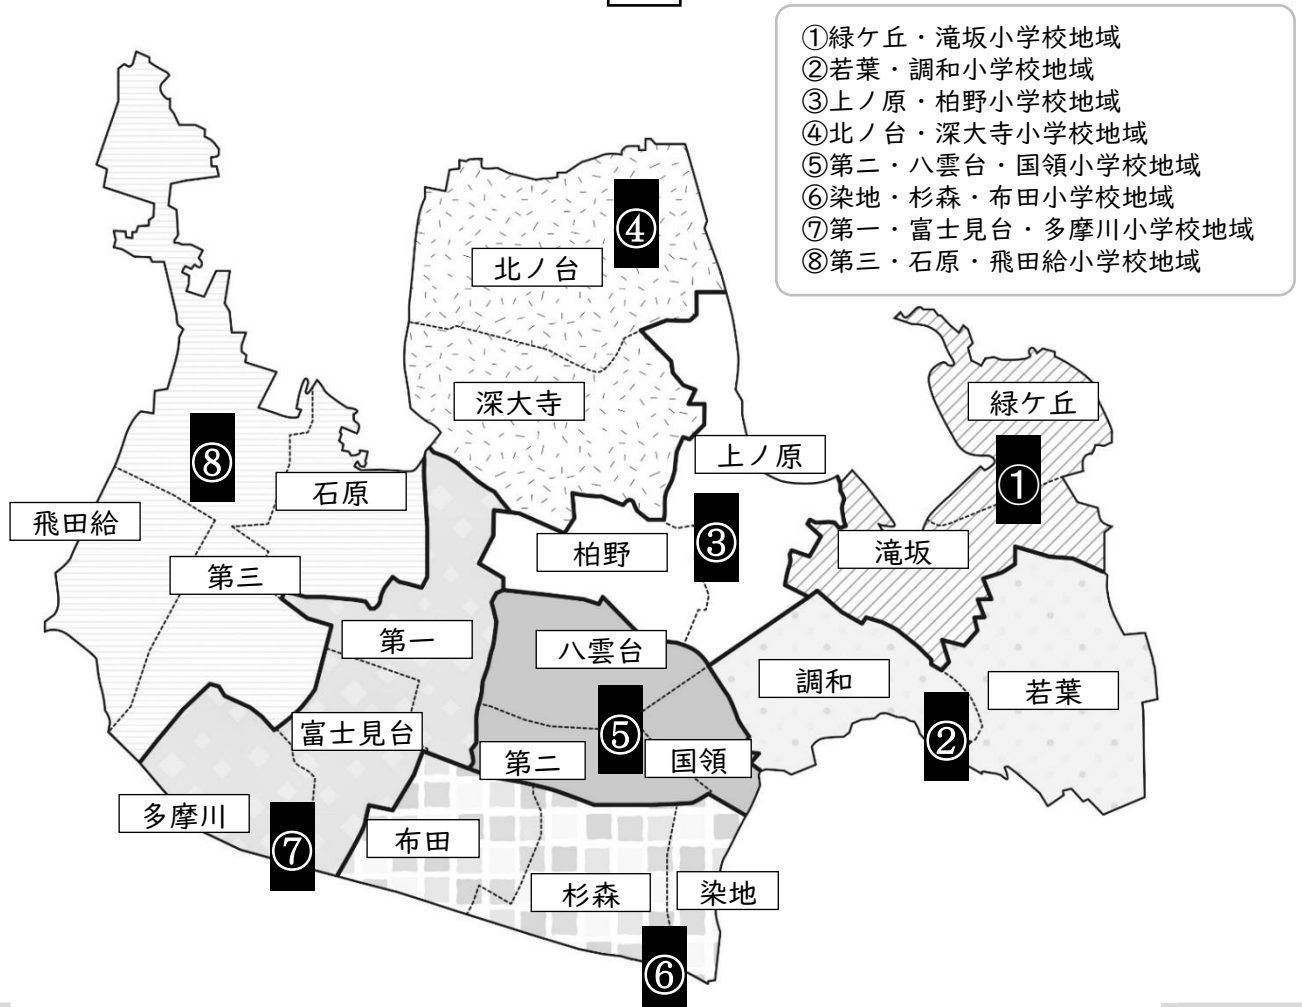 ①緑ケ丘・滝坂小学校地域
②若葉・調和小学校地域
③上ノ原・柏野小学校地域
④北ノ台・深大寺小学校地域
⑤第二・八雲台・国領小学校地域
⑥染地・杉森・布田小学校地域
⑦第一・富士見台・多摩川小学校地域
⑧第三・石原・飛田給小学校地域
④
北ノ台
深大寺
緑ケ丘
上ノ原
⑧
①
石原
飛田給
③
柏野
滝坂
第三
第一
八雲台
調和
若葉
富士見台
⑤
②
第二
国領
多摩川
布田
⑦
杉森
染地
⑥